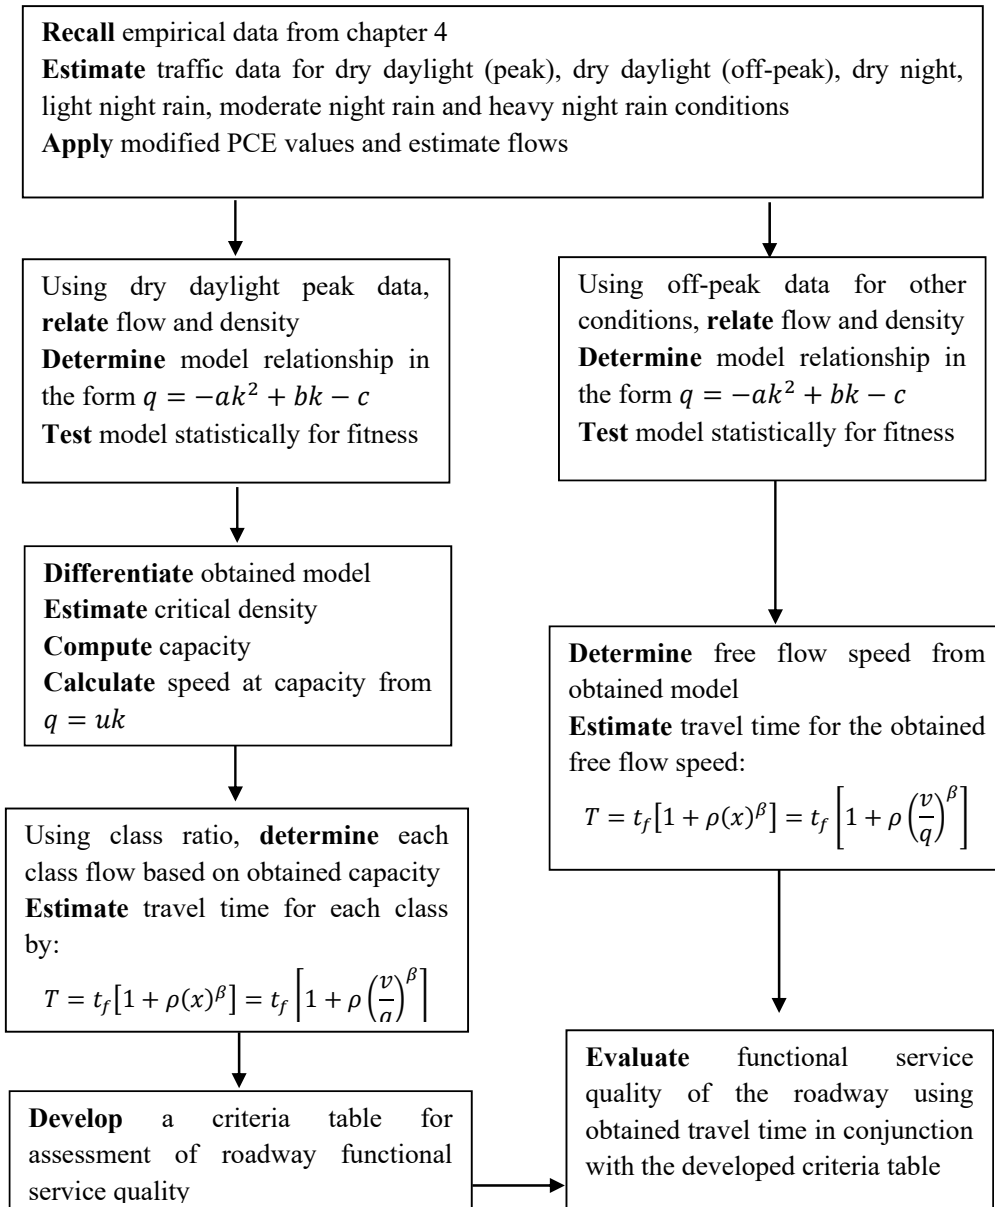 Recall empirical data from chapter 4
Estimate traffic data for dry daylight (peak), dry daylight (off-peak), dry night,
light night rain, moderate night rain and heavy night rain conditions
Apply modified PCE values and estimate flows
Using dry daylight peak data,
relate flow and density
Determine model relationship in
the form q = −ak² + bk − c
Test model statistically for fitness
Differentiate obtained model
Estimate critical density
Compute capacity
Calculate speed at capacity from
q = uk
Using class ratio, determine each
class flow based on obtained capacity
Estimate travel time for each class
by:
T = t_f[1 + ρ(x)^β] = t_f [1 + ρ (v/q)^β]
Develop a criteria table for
assessment of roadway functional
service quality
Using off-peak data for other
conditions, relate flow and density
Determine model relationship in
the form q = −ak² + bk − c
Test model statistically for fitness
Determine free flow speed from
obtained model
Estimate travel time for the obtained
free flow speed:
T = t_f[1 + ρ(x)^β] = t_f [1 + ρ (v/q)^β]
Evaluate functional service
quality of the roadway using
obtained travel time in conjunction
with the developed criteria table